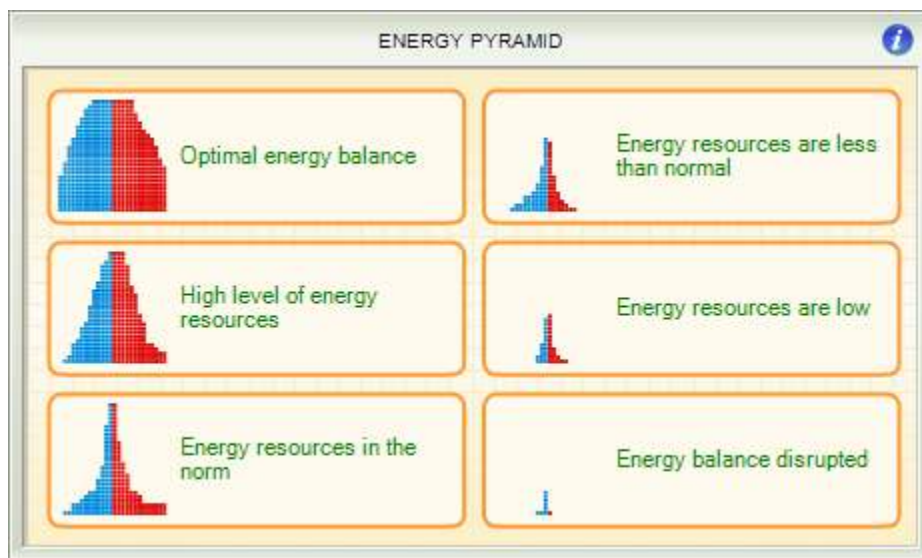 ENERGY PYRAMID
i
Optimal energy balance
Energy resources are less
than normal
High level of energy
resources
Energy resources are low
Energy resources in the
norm
Energy balance disrupted